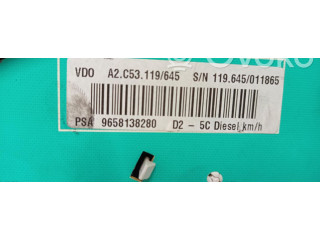 VDO A2.C53.119/645 S/N 119.645/011865
PSA 9658138280 D2 - 5C Diesel,km/h